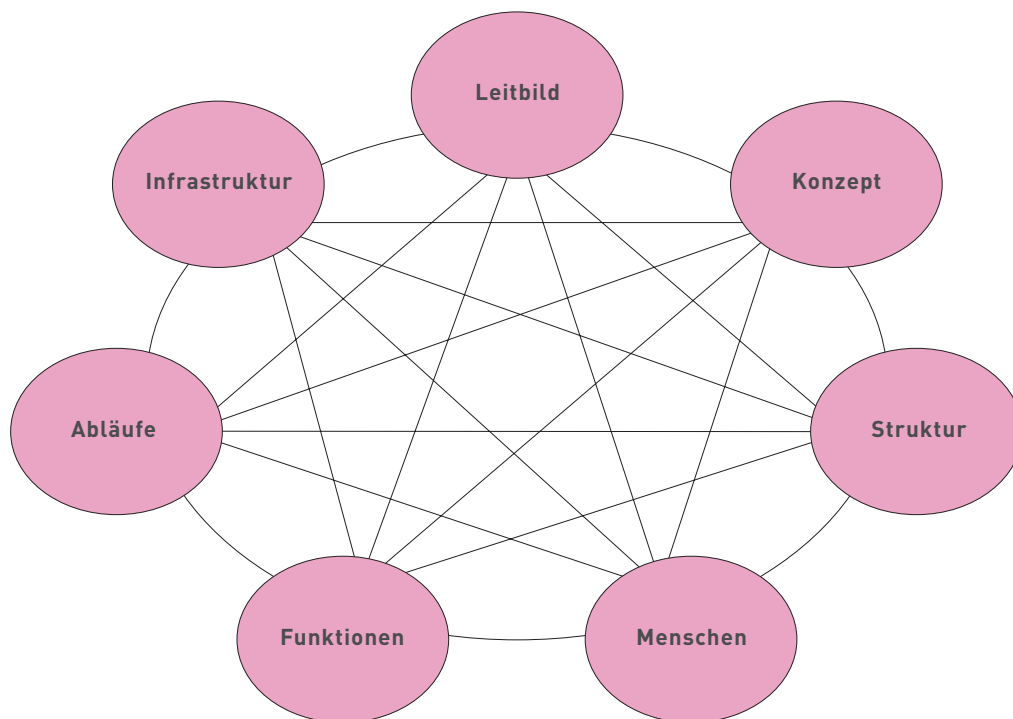 Leitbild
Infrastruktur
Konzept
Abläufe
Struktur
Funktionen
Menschen